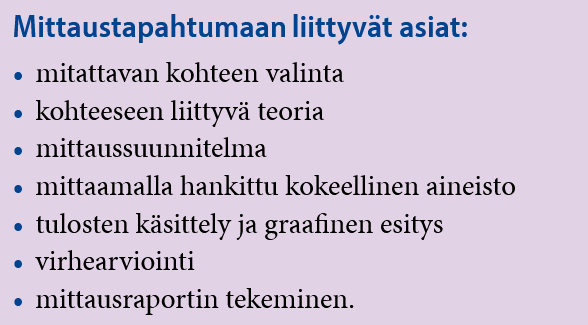 Mittaustapahtumaan liittyvät asiat:
• mitattavan kohteen valinta
• kohteeseen liittyvä teoria
• mittaussuunnitelma
• mittaamalla hankittu kokeellinen aineisto
• tulosten käsittely ja graafinen esitys
• virhearviointi
• mittausraportin tekeminen.